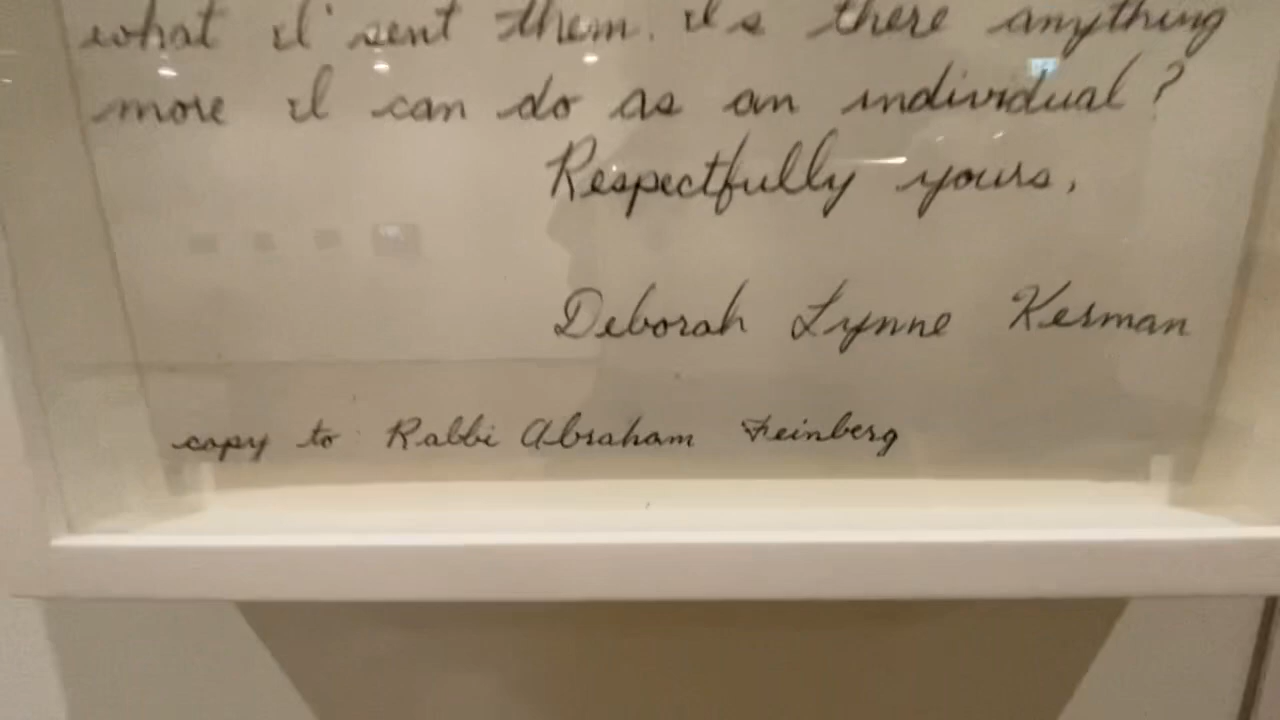 what I sent them. Is there anything
more I can do as an individual?
Respectfully yours,
Deborah Lynne Kerman
copy to Rabbi Abraham Feinberg